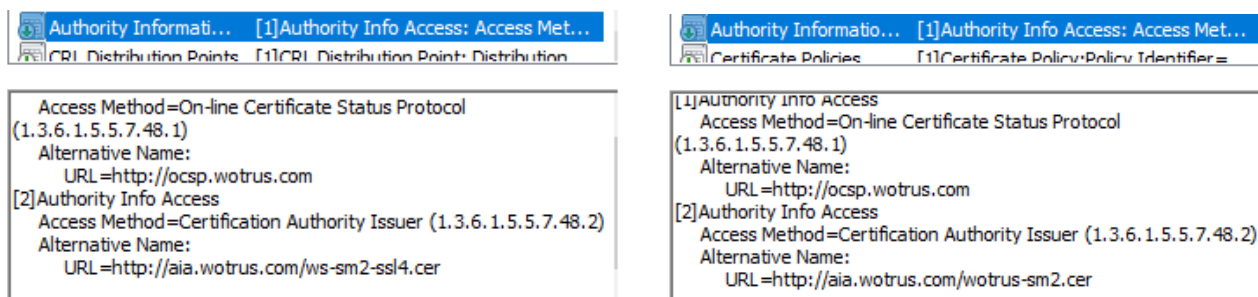 Authority Informati... [1]Authority Info Access: Access Met...
CRL Distribution Points [1]CRL Distribution Point: Distribution
Access Method=On-line Certificate Status Protocol
(1.3.6.1.5.5.7.48.1)
Alternative Name:
URL=http://ocsp.wotrus.com
[2]Authority Info Access
Access Method=Certification Authority Issuer (1.3.6.1.5.5.7.48.2)
Alternative Name:
URL=http://aia.wotrus.com/ws-sm2-ssl4.cer
Authority Informatio... [1]Authority Info Access: Access Met...
Certificate Policies [1]Certificate Policy:Policy Identifier=
[1]Authority Info Access
Access Method=On-line Certificate Status Protocol
(1.3.6.1.5.5.7.48.1)
Alternative Name:
URL=http://ocsp.wotrus.com
[2]Authority Info Access
Access Method=Certification Authority Issuer (1.3.6.1.5.5.7.48.2)
Alternative Name:
URL=http://aia.wotrus.com/wotrus-sm2.cer